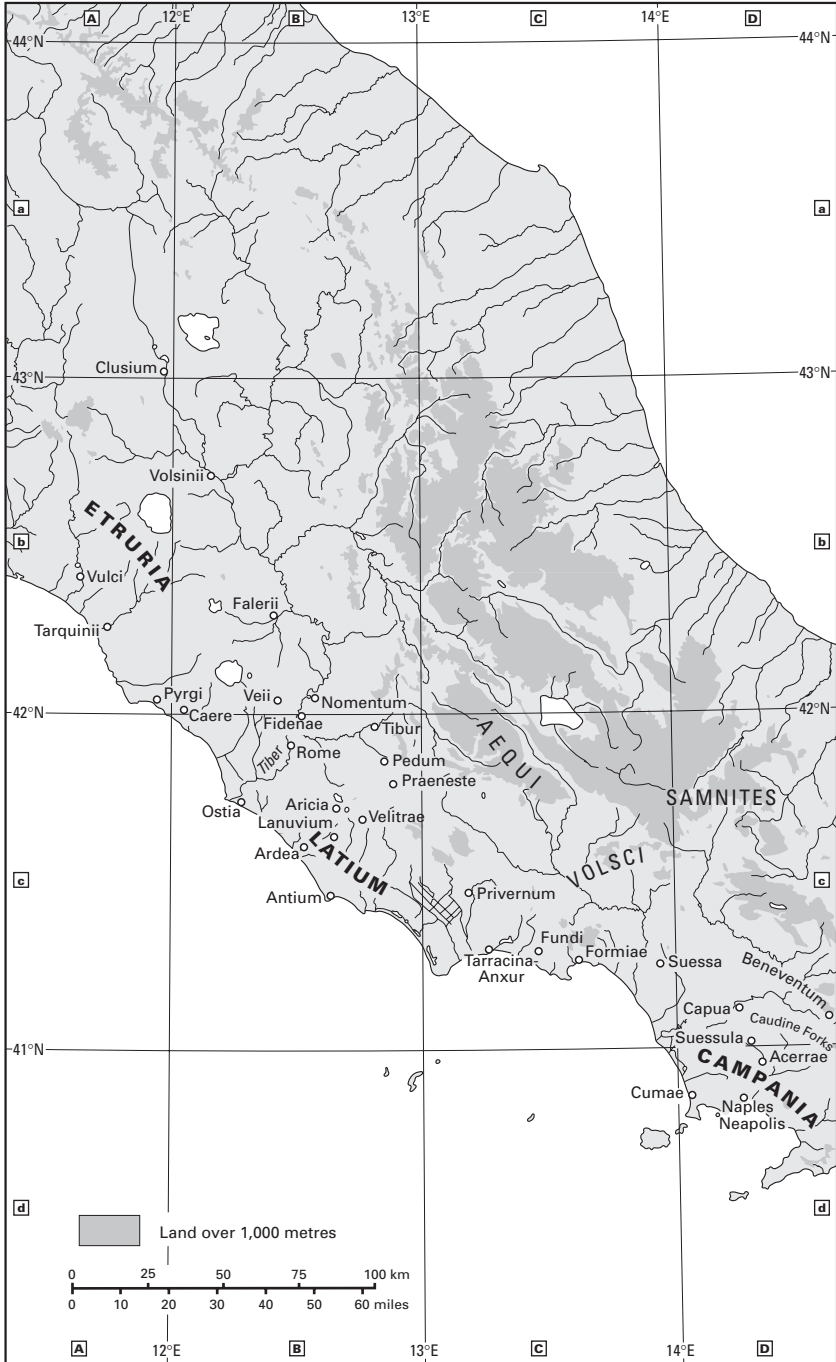 A
12°E
B
13°E
C
14°E
D
44°N
44°N
a
a
Clusium
43°N
43°N
Volsinii
ETRURIA
b
b
Vulci
Falerii
Tarquinii
Pyrgi
Veii
Nomentum
Caere
42°N
42°N
Fidenae
Tibur
AEQUI
Tiber
Rome
Pedum
Praeneste
SAMNITES
Ostia
Aricia
Velitrae
Lanuvium
LATIUM
Ardea
VOLSCI
c
c
Antium
Privernum
Fundi
Formiae
Tarracina-
Anxur
Suessa
Beneventum
Capua
Caudine Forks
Suessula
41°N
Acerrae
CAMPANIA
Cumae
Naples
Neapolis
d
d
Land over 1,000 metres
0 25 50 75 100 km
0 10 20 30 40 50 60 miles
A
12°E
B
13°E
C
14°E
D